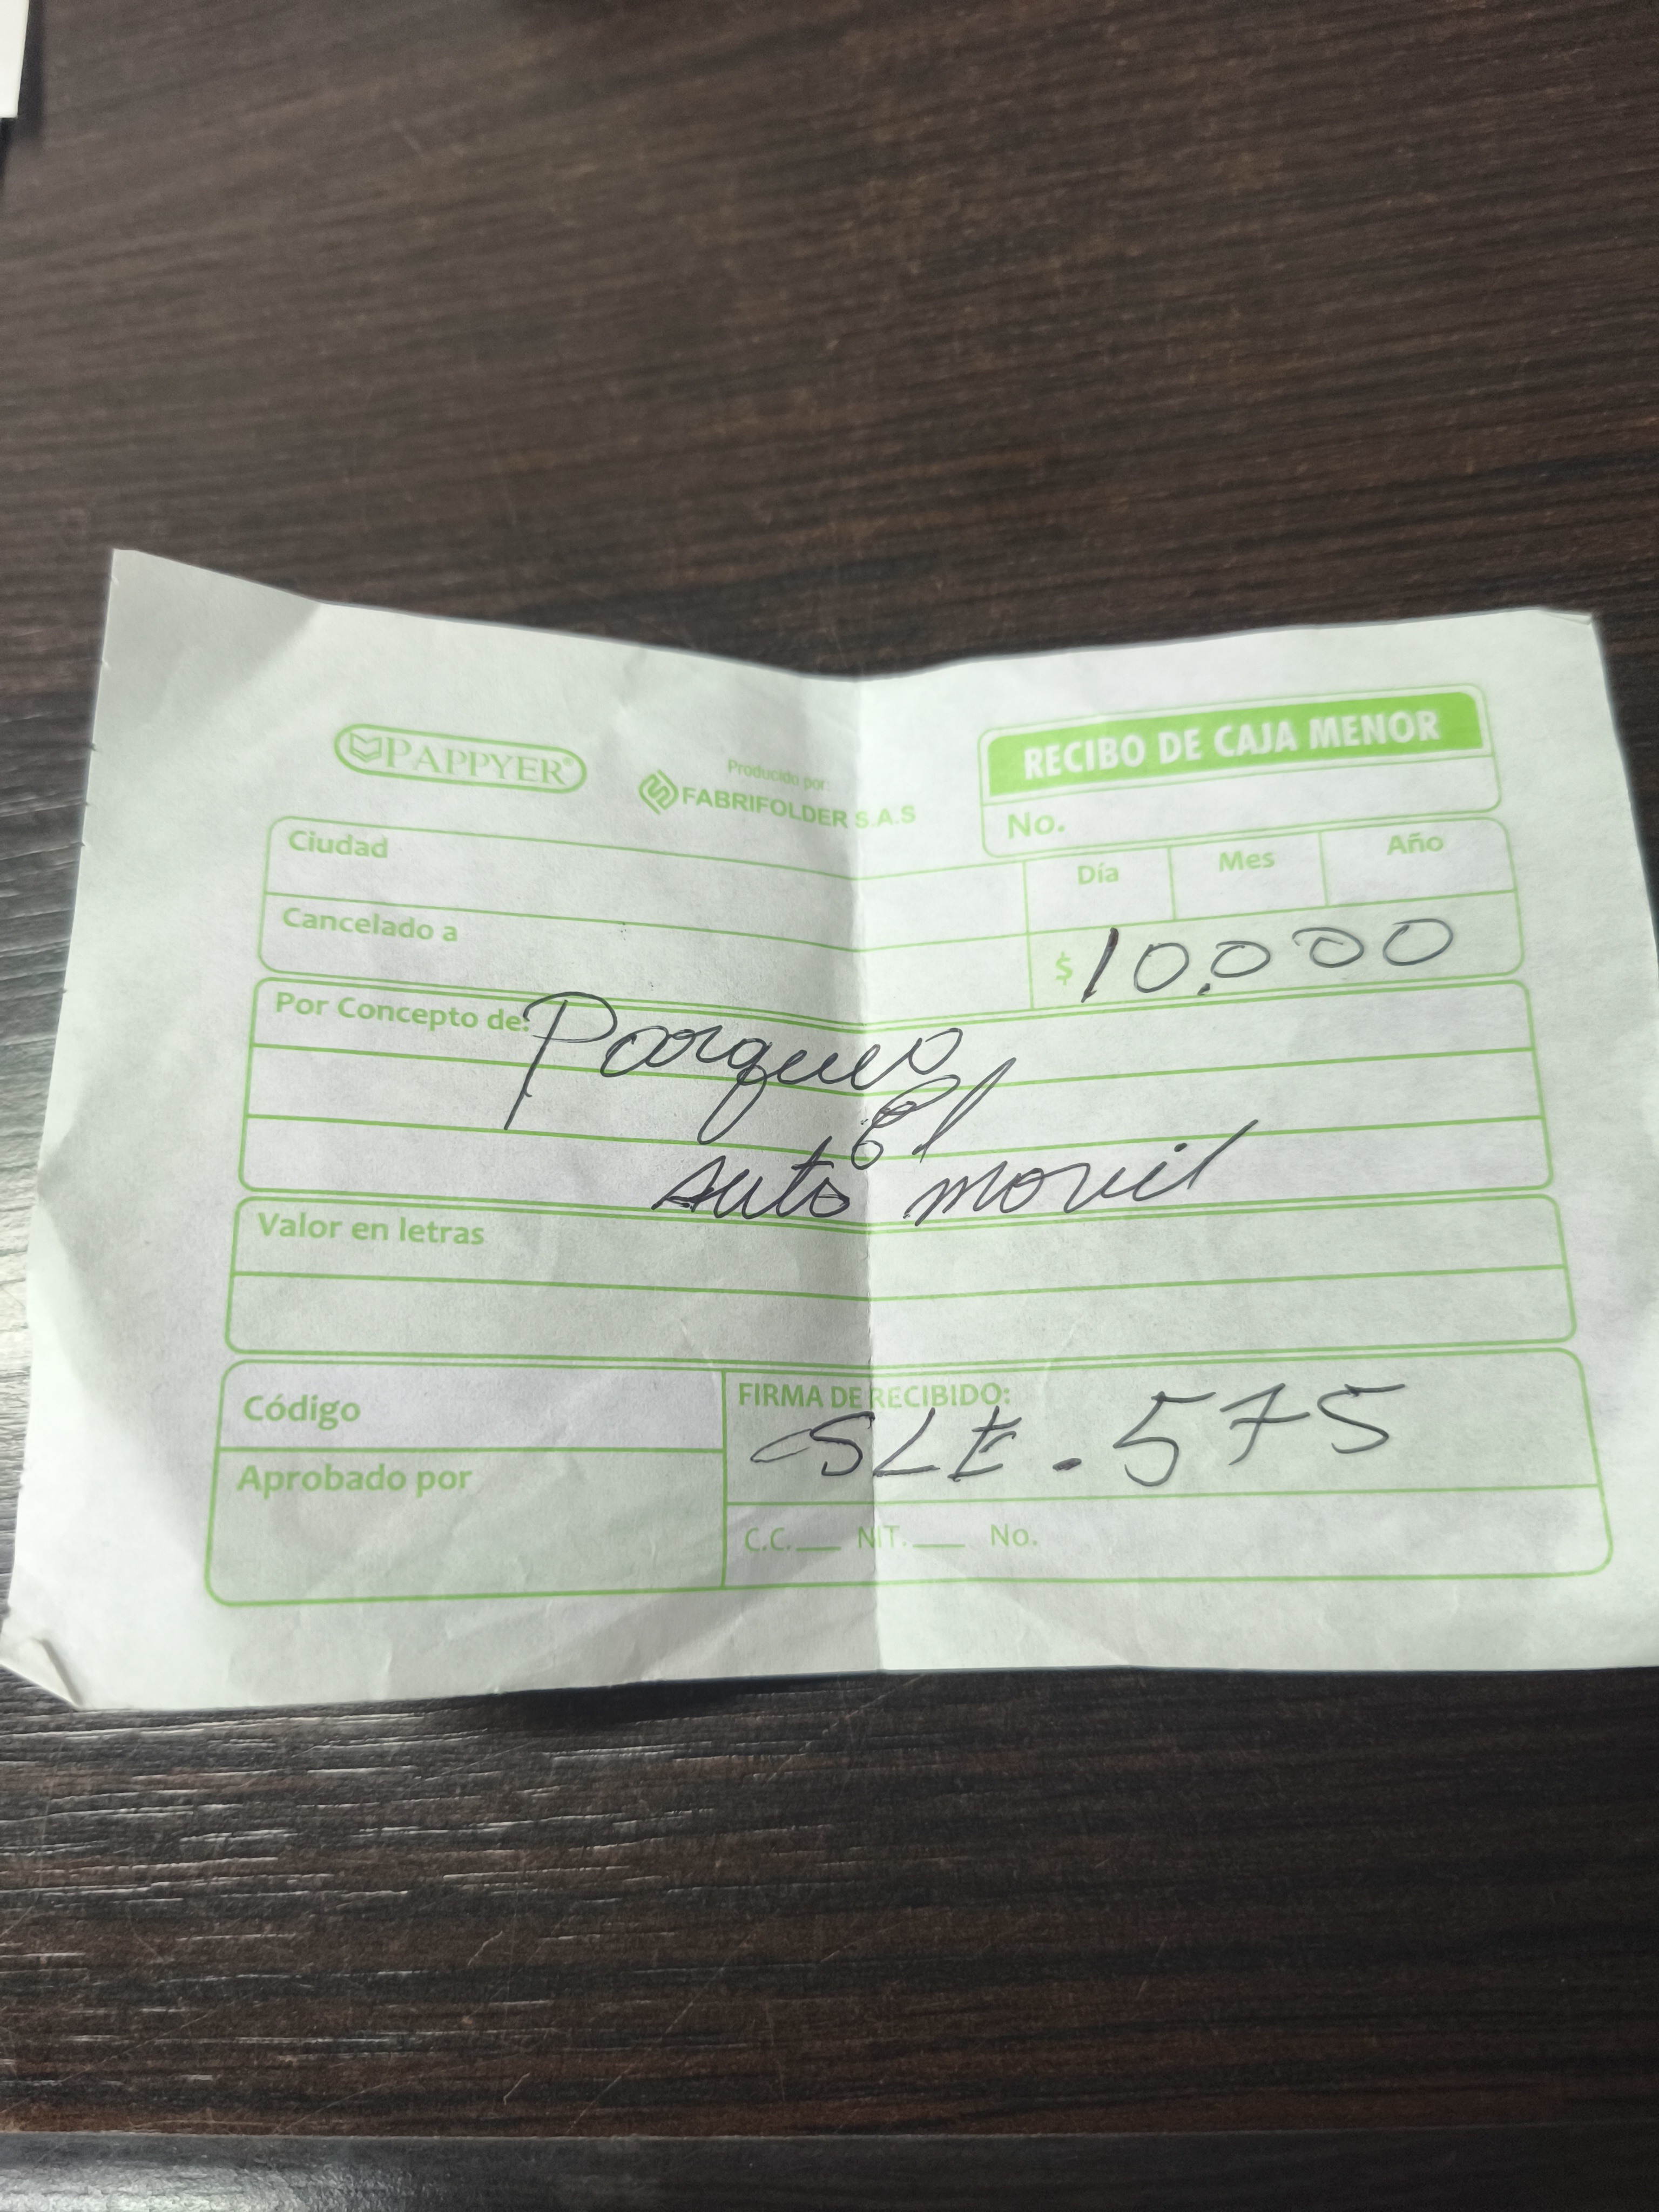 PAPPYER®
Producido por:
FABRIFOLDER S.A.S
RECIBO DE CAJA MENOR
No.
Ciudad
Día Mes Año
Cancelado a
$ 10.000
Por Concepto de: Parqueo
El
auto movil
Valor en letras
Código
FIRMA DE RECIBIDO:
SLE.575
Aprobado por
C.C.___ NIT.___ No.